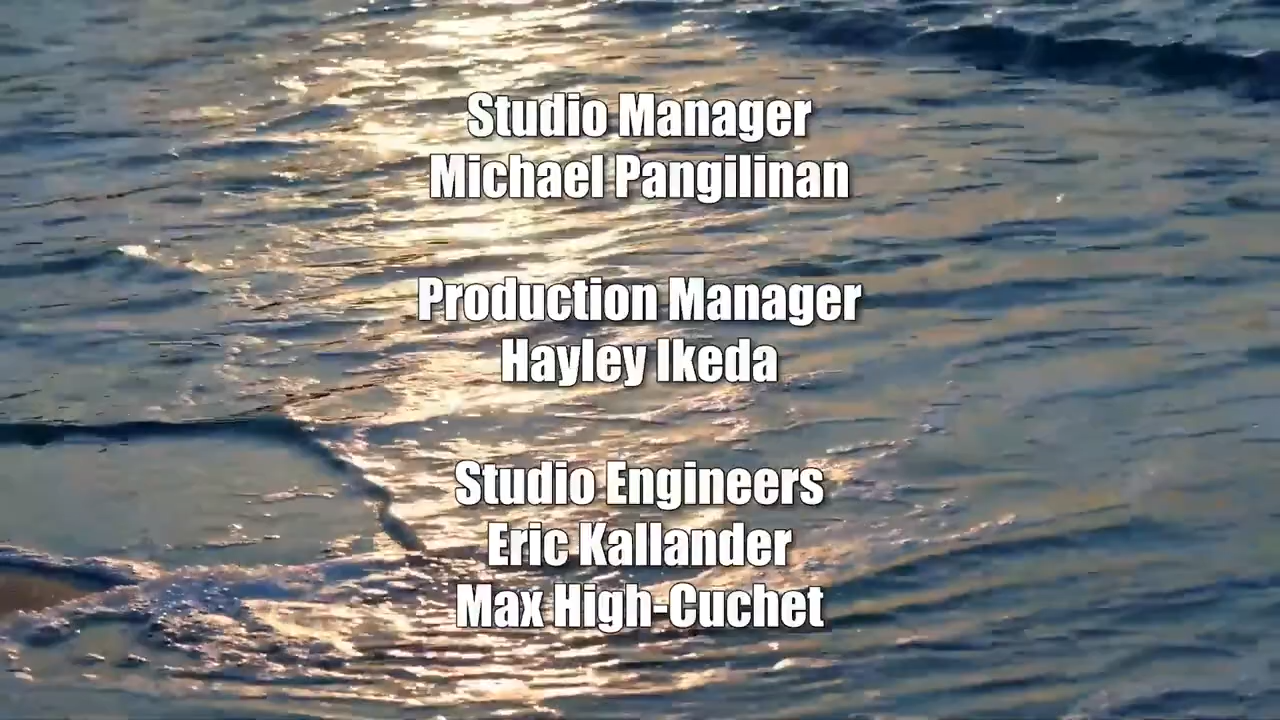 Studio Manager
Michael Pangilinan
Production Manager
Hayley Ikeda
Studio Engineers
Eric Kallander
Max High-Cuchet